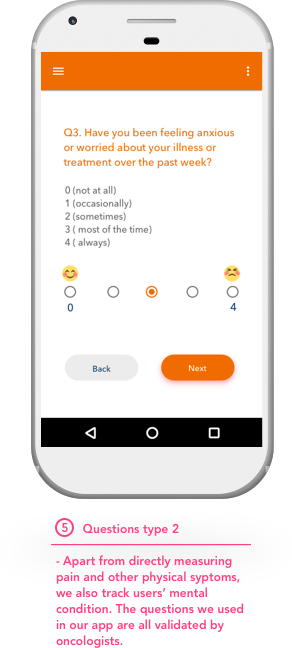 Q3. Have you been feeling anxious
or worried about your illness or
treatment over the past week?
0 (not at all)
1 (occasionally)
2 (sometimes)
3 ( most of the time)
4 ( always)
0 4
Back Next
5 Questions type 2
- Apart from directly measuring
pain and other physical syptoms,
we also track users’ mental
condition. The questions we used
in our app are all validated by
oncologists.